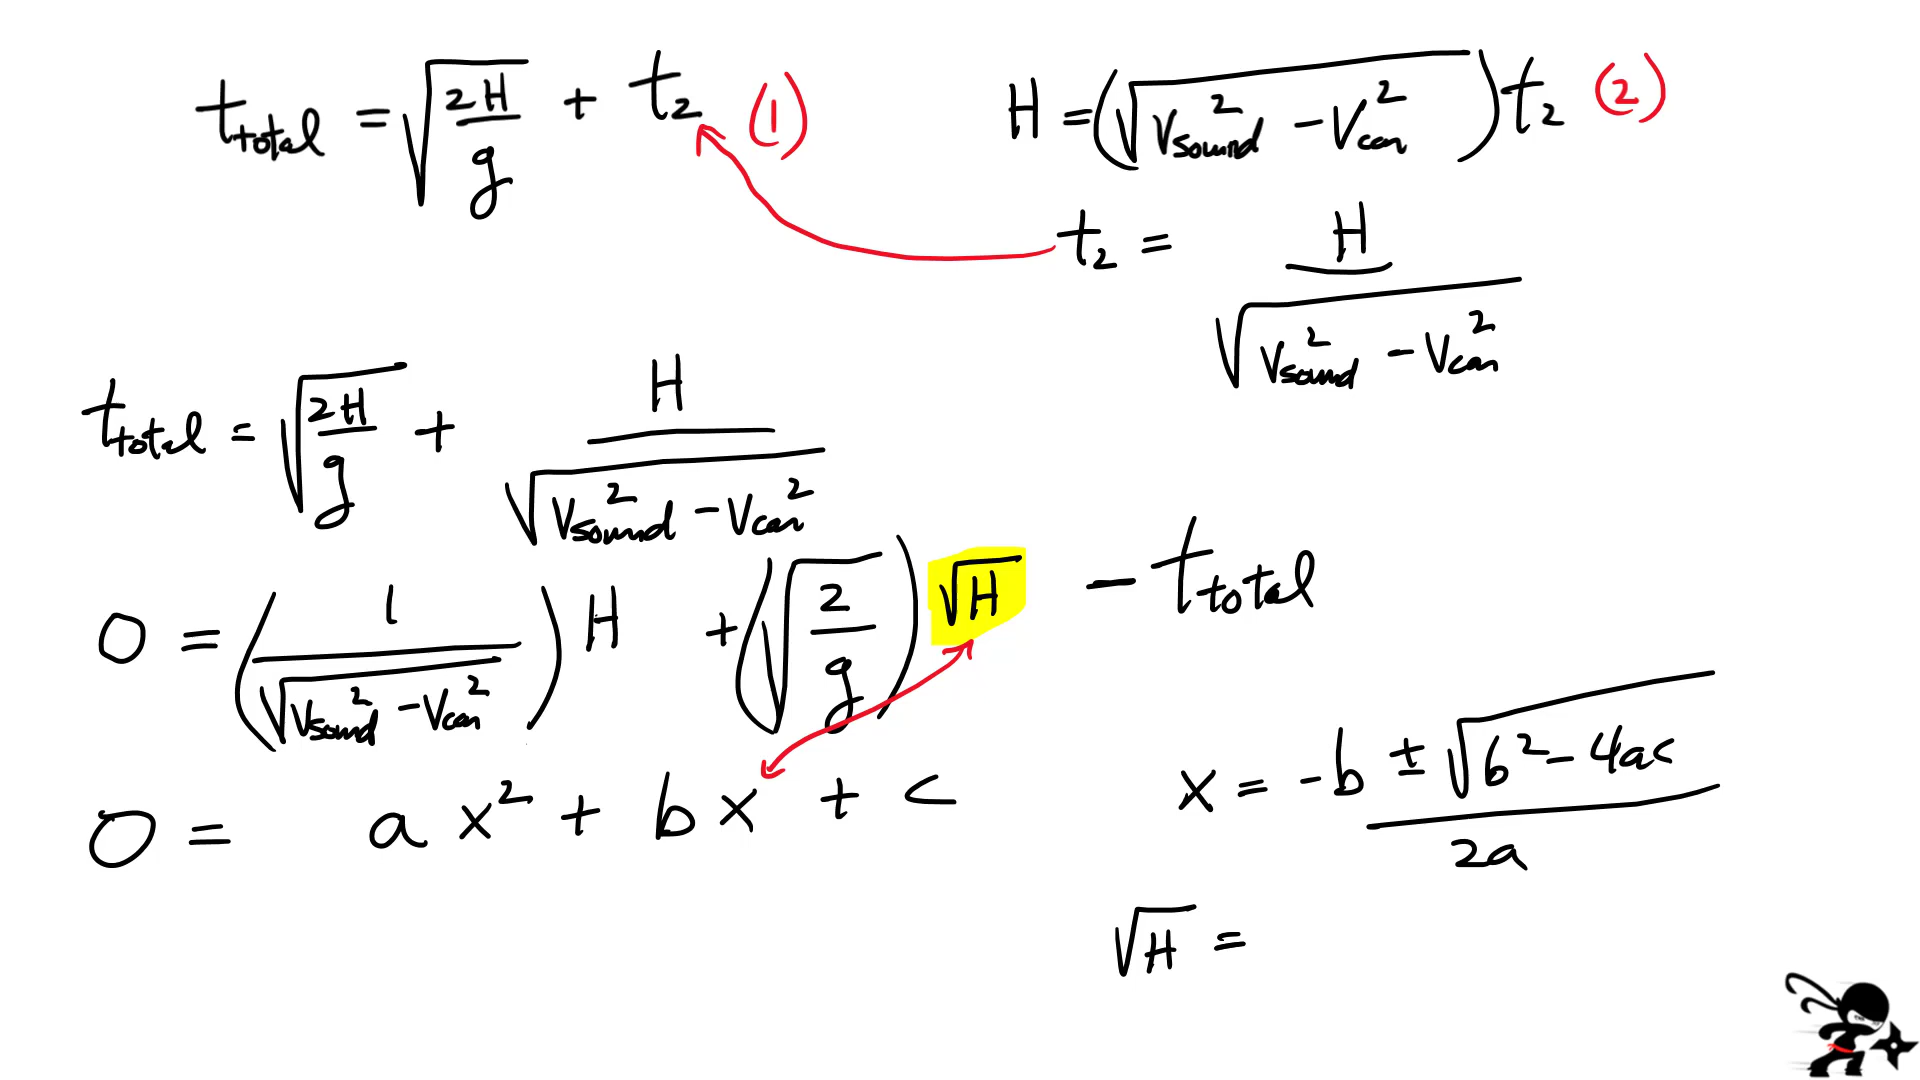 t_total = √(2H/g) + t₂ (1)
H = (√(V_sound² − V_can²)) t₂ (2)
t₂ = H / √(V_sound² − V_can²)
t_total = √(2H/g) + H / √(V_sound² − V_can²)
0 = (1 / √(V_sound² − V_can²)) H + (√(2/g)) √H − t_total
0 = a x² + b x + c
x = −b ± √(b² − 4ac) / 2a
√H =